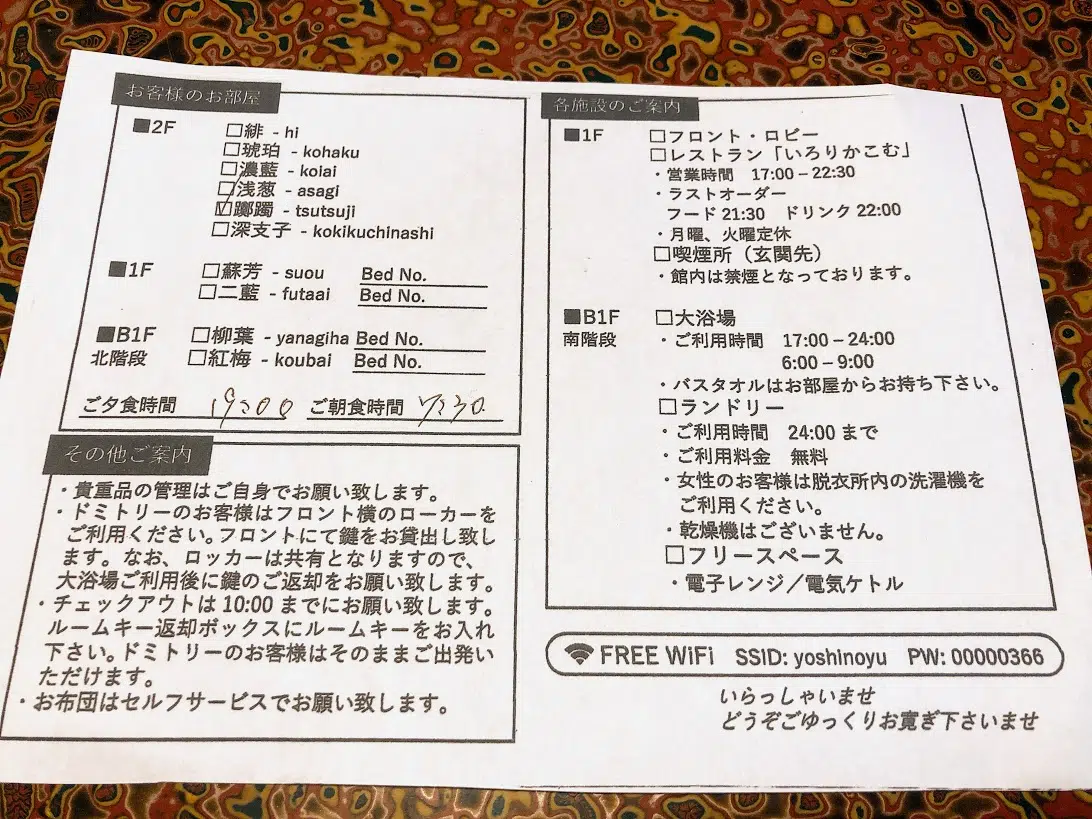 お客様のお部屋
■2F
□緋 - hi
□琥珀 - kohaku
□濃藍 - koiai
□浅葱 - asagi
☑躑躅 - tsutsuji
□深支子 - kokikuchinashi
■1F
□蘇芳 - suou Bed No.
□二藍 - futaai Bed No.
■B1F
北階段
□柳葉 - yanagiha Bed No.
□紅梅 - koubai Bed No.
ご夕食時間 19:00 ご朝食時間 7:30
その他ご案内
・貴重品の管理はご自身でお願い致します。
・ドミトリーのお客様はフロント横のローカーを
ご利用ください。フロントにて鍵をお貸出し致し
ます。なお、ロッカーは共有となりますので、
大浴場ご利用後に鍵のご返却をお願い致します。
・チェックアウトは 10:00 までにお願い致します。
ルームキー返却ボックスにルームキーをお入れ
下さい。ドミトリーのお客様はそのままご出発い
ただけます。
・お布団はセルフサービスでお願い致します。
各施設のご案内
■1F
□フロント・ロビー
□レストラン「いろりかこむ」
・営業時間 17:00 – 22:30
・ラストオーダー
フード 21:30 ドリンク 22:00
・月曜、火曜定休
□喫煙所（玄関先）
・館内は禁煙となっております。
■B1F
南階段
□大浴場
・ご利用時間 17:00 – 24:00
6:00 – 9:00
・バスタオルはお部屋からお持ち下さい。
□ランドリー
・ご利用時間 24:00 まで
・ご利用料金 無料
・女性のお客様は脱衣所内の洗濯機を
ご利用ください。
・乾燥機はございません。
□フリースペース
・電子レンジ／電気ケトル
FREE WiFi SSID: yoshinoyu PW: 00000366
いらっしゃいませ
どうぞごゆっくりお寛ぎ下さいませ